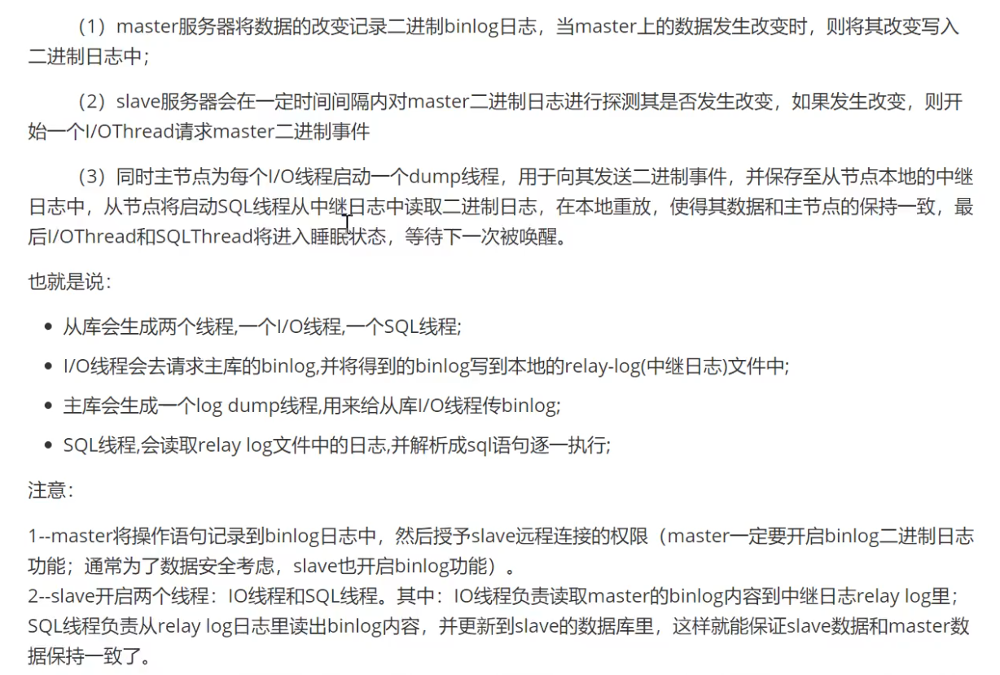 （1）master服务器将数据的改变记录二进制binlog日志，当master上的数据发生改变时，则将其改变写入
二进制日志中；
（2）slave服务器会在一定时间间隔内对master二进制日志进行探测其是否发生改变，如果发生改变，则开
始一个I/OThread请求master二进制事件
（3）同时主节点为每个I/O线程启动一个dump线程，用于向其发送二进制事件，并保存至从节点本地的中继
日志中，从节点将启动SQL线程从中继日志中读取二进制日志，在本地重放，使得其数据和主节点的保持一致，最
后I/OThread和SQLThread将进入睡眠状态，等待下一次被唤醒。
也就是说：
• 从库会生成两个线程,一个I/O线程,一个SQL线程;
• I/O线程会去请求主库的binlog,并将得到的binlog写到本地的relay-log(中继日志)文件中;
• 主库会生成一个log dump线程,用来给从库I/O线程传binlog;
• SQL线程,会读取relay log文件中的日志,并解析成sql语句逐一执行;
注意：
1--master将操作语句记录到binlog日志中，然后授予slave远程连接的权限（master一定要开启binlog二进制日志
功能；通常为了数据安全考虑，slave也开启binlog功能）。
2--slave开启两个线程：IO线程和SQL线程。其中：IO线程负责读取master的binlog内容到中继日志relay log里；
SQL线程负责从relay log日志里读出binlog内容，并更新到slave的数据库里，这样就能保证slave数据和master数
据保持一致了。